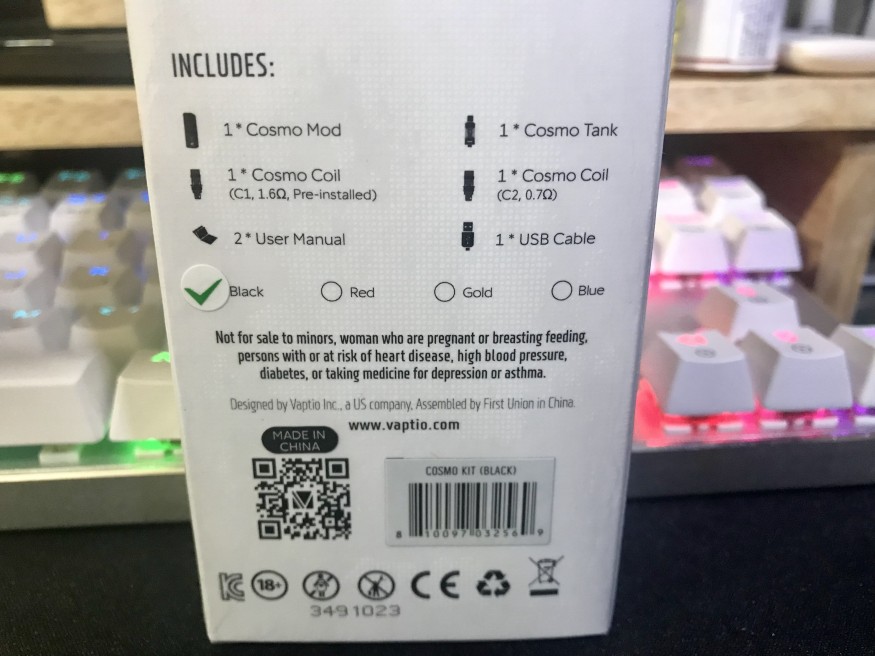 INCLUDES:
1 * Cosmo Mod
1 * Cosmo Tank
1 * Cosmo Coil
(C1, 1.6Ω, Pre-installed)
1 * Cosmo Coil
(C2, 0.7Ω)
2 * User Manual
1 * USB Cable
Black
Red
Gold
Blue
Not for sale to minors, woman who are pregnant or breasting feeding,
persons with or at risk of heart disease, high blood pressure,
diabetes, or taking medicine for depression or asthma.
Designed by Vaptio Inc., a US company, Assembled by First Union in China.
www.vaptio.com
MADE IN
CHINA
COSMO KIT (BLACK)
8 10097 03256 9
18+
CE
3491023